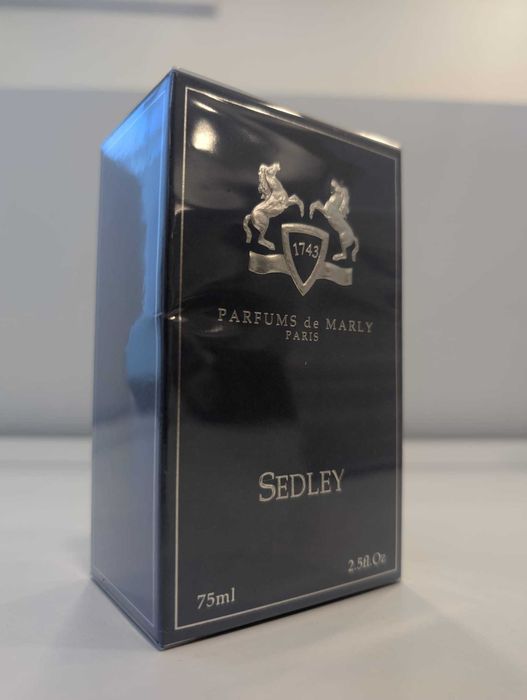 1743
PARFUMS de MARLY
PARIS
SEDLEY
75ml
2.5fl.Oz